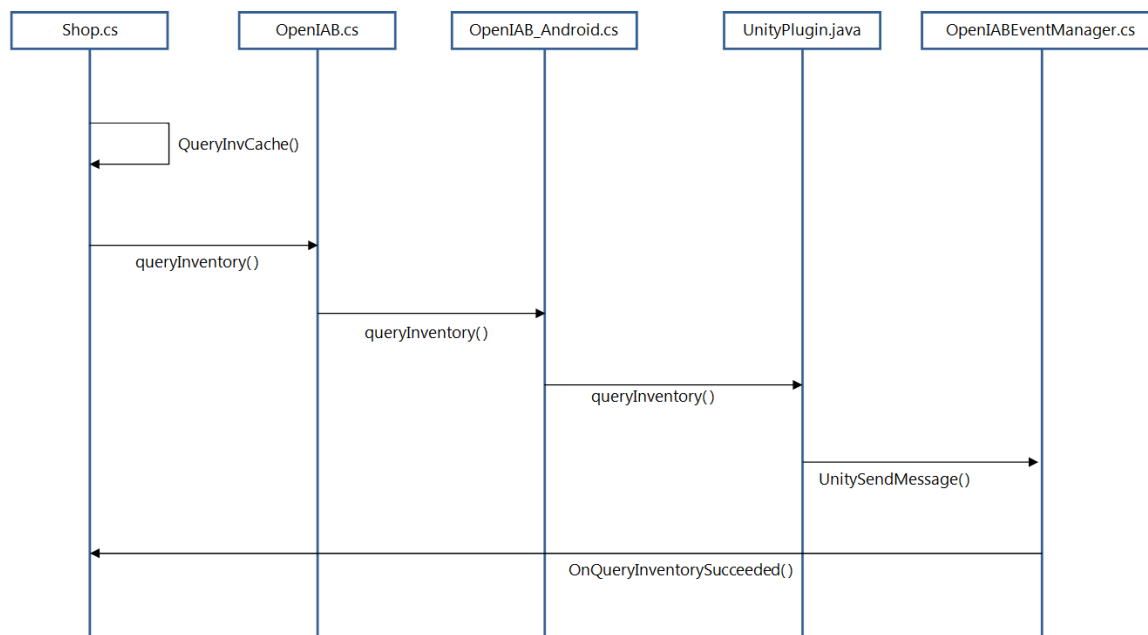 Shop.cs
OpenIAB.cs
OpenIAB_Android.cs
UnityPlugin.java
OpenIABEventManager.cs
QueryInvCache()
queryInventory()
queryInventory()
queryInventory()
UnitySendMessage()
OnQueryInventorySucceeded()